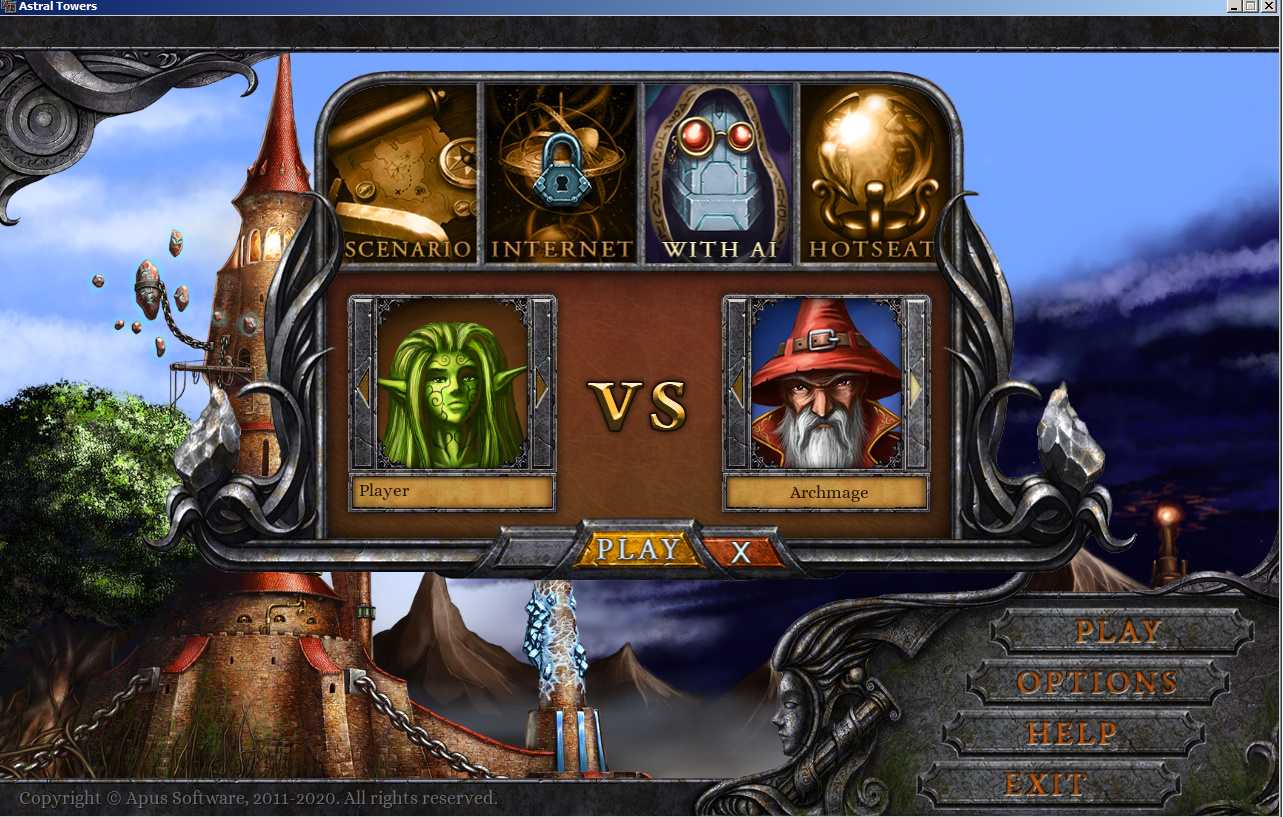 Astral Towers
SCENARIO
INTERNET
WITH AI
HOTSEAT
VS
Player
Archmage
PLAY
X
PLAY
OPTIONS
HELP
EXIT
Copyright © Apus Software, 2011-2020. All rights reserved.